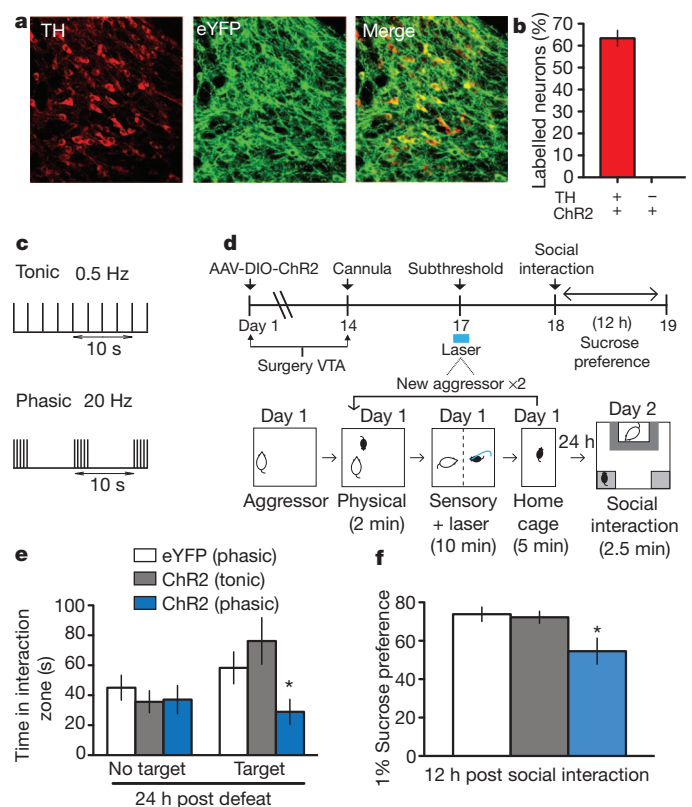 a
TH
eYFP
Merge
b
Labelled neurons (%)
70
60
50
40
30
20
10
0
TH + −
ChR2 + +
c
Tonic 0.5 Hz
10 s
Phasic 20 Hz
10 s
d
AAV-DIO-ChR2
Cannula
Subthreshold
Social
interaction
Day 1
14
17
18
19
(12 h)
Sucrose
preference
Surgery VTA
Laser
New aggressor ×2
Day 1
Day 1
Day 1
Day 1
Day 2
24 h
Aggressor
Physical
(2 min)
Sensory
+ laser
(10 min)
Home
cage
(5 min)
Social
interaction
(2.5 min)
e
eYFP (phasic)
ChR2 (tonic)
ChR2 (phasic)
Time in interaction
zone (s)
100
80
60
40
20
0
*
No target
Target
24 h post defeat
f
1% Sucrose preference
80
60
40
60
0
*
12 h post social interaction